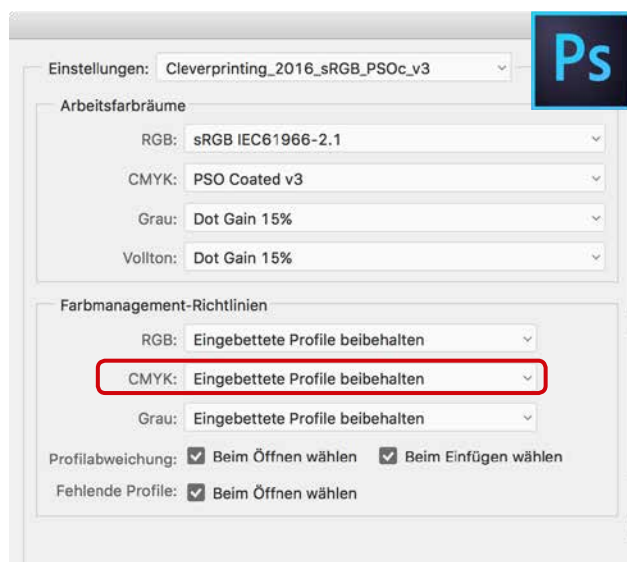 Ps
Einstellungen: Cleverprinting_2016_sRGB_PSOc_v3
Arbeitsfarbräume
RGB: sRGB IEC61966-2.1
CMYK: PSO Coated v3
Grau: Dot Gain 15%
Vollton: Dot Gain 15%
Farbmanagement-Richtlinien
RGB: Eingebettete Profile beibehalten
CMYK: Eingebettete Profile beibehalten
Grau: Eingebettete Profile beibehalten
Profilabweichung: Beim Öffnen wählen Beim Einfügen wählen
Fehlende Profile: Beim Öffnen wählen